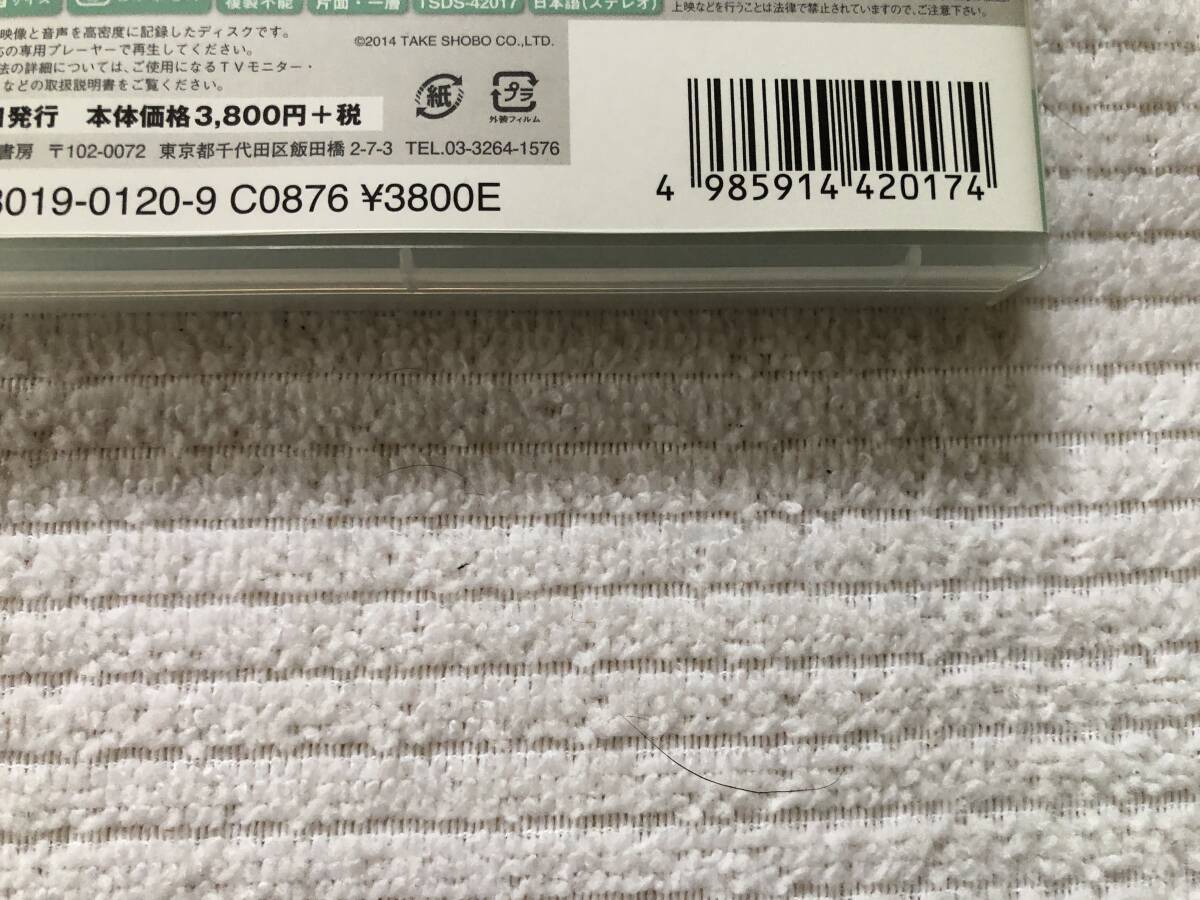 サイズ 複製不能 片面・一層 TSDS-42017 日本語(ステレオ)
上映などを行うことは法律で禁止されていますので、ご注意下さい。
映像と音声を高密度に記録したディスクです。
応の専用プレーヤーで再生してください。
法の詳細については、ご使用になるTVモニター・
などの取扱説明書をご覧ください。
©2014 TAKE SHOBO CO.,LTD.
紙
プラ
外装フィルム
発行 本体価格3,800円+税
書房 〒102-0072 東京都千代田区飯田橋 2-7-3 TEL.03-3264-1576
8019-0120-9 C0876 ¥3800E
4 985914 420174